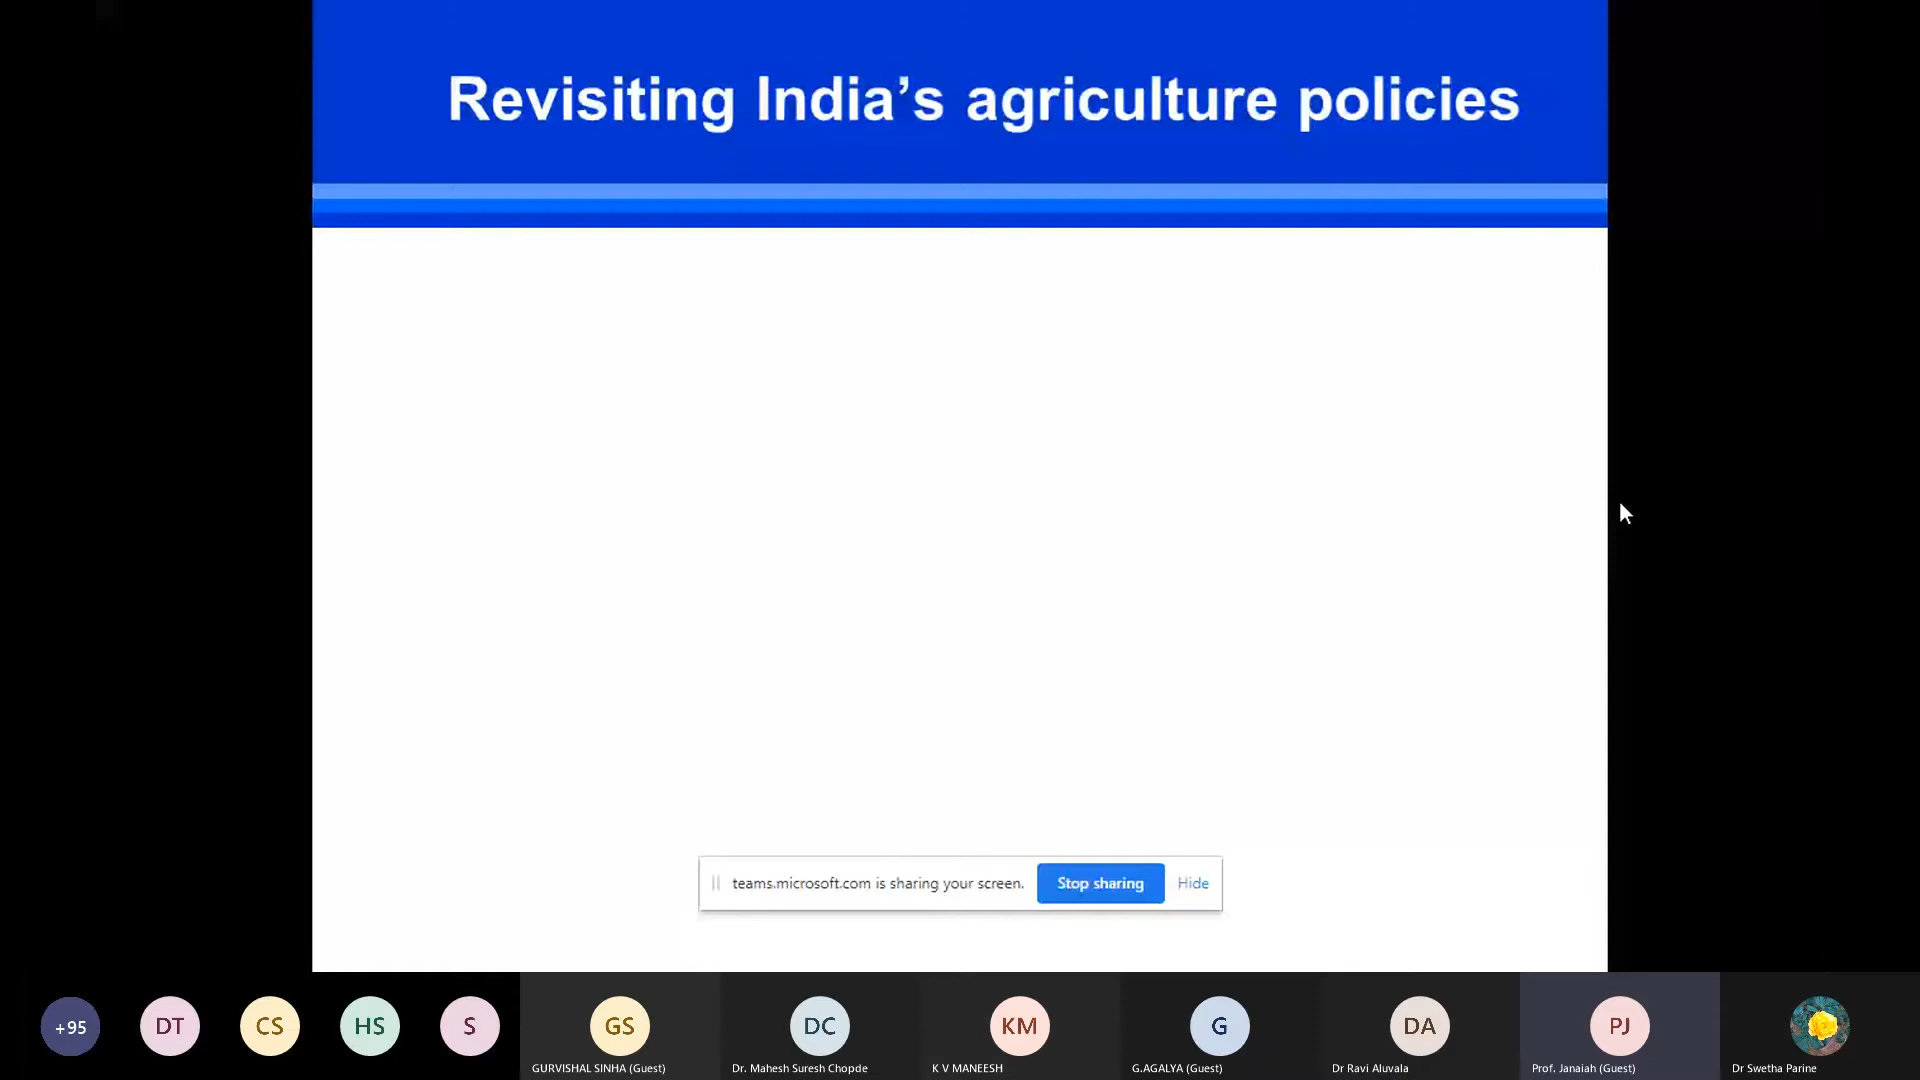 Revisiting India’s agriculture policies
teams.microsoft.com is sharing your screen.
Stop sharing
Hide
+95
DT
CS
HS
S
GS
DC
KM
G
DA
PJ
GURVISHAL SINHA (Guest)
Dr. Mahesh Suresh Chopde
K V MANEESH
G.AGALYA (Guest)
Dr Ravi Aluvala
Prof. Janaiah (Guest)
Dr Swetha Parine